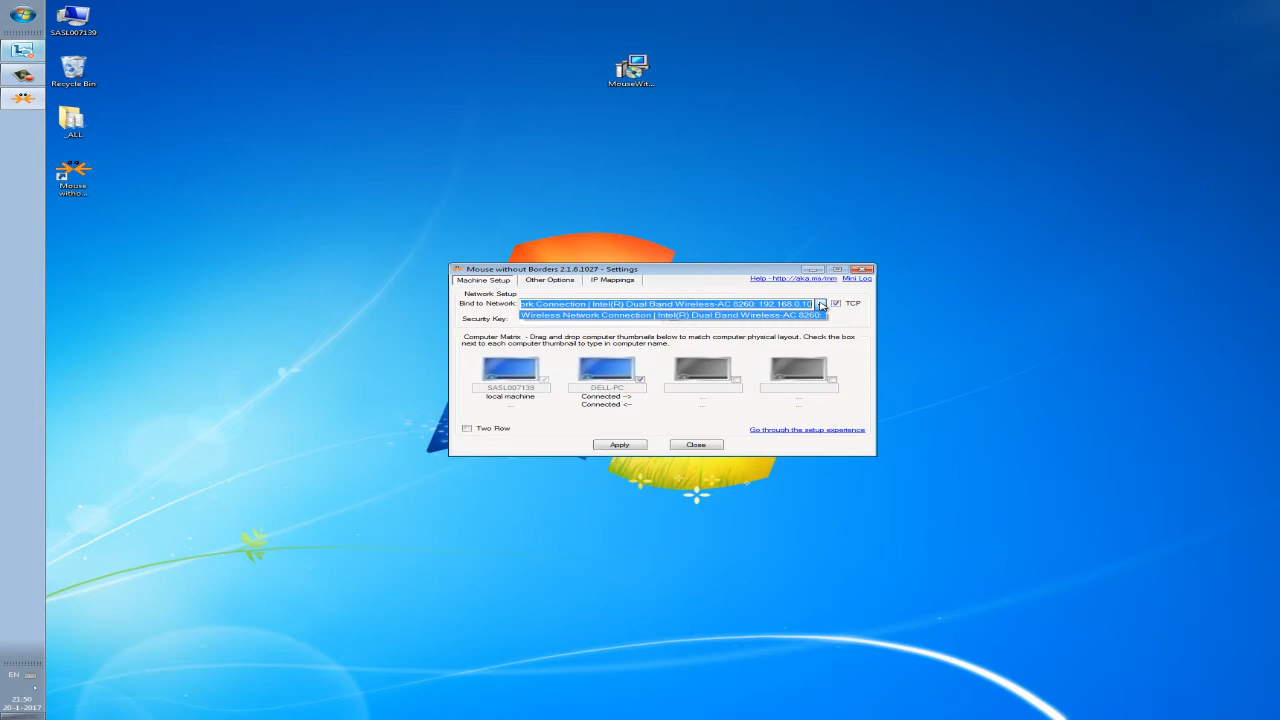 SASL007139
Recycle Bin
_ALL
Mouse
witho...
MouseWit...
Mouse without Borders 2.1.6.1027 - Settings
Machine Setup
Other Options
IP Mappings
Help - http://aka.ms/mm
Mini Log
Network Setup
Bind to Network:
rk Connection | Intel(R) Dual Band Wireless-AC 8260: 192.168.0.10
TCP
Wireless Network Connection | Intel(R) Dual Band Wireless-AC 8260:
Security Key:
Computer Matrix - Drag and drop computer thumbnails below to match computer physical layout. Check the box
next to each computer thumbnail to type in computer name.
SASL007139
DELL-PC
local machine
Connected -->
...
...
...
Connected <--
...
...
Two Row
Go through the setup experience
Apply
Close
EN
21:50
20-1-2017